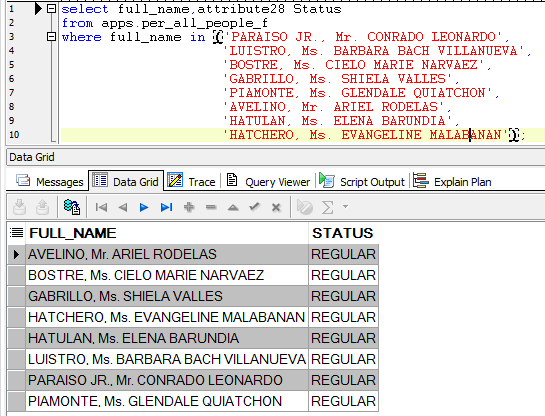 1 select full_name,attribute28 Status
2 from apps.per_all_people_f
3 where full_name in ('PARAISO JR., Mr. CONRADO LEONARDO',
4 'LUISTRO, Ms. BARBARA BACH VILLANUEVA',
5 'BOSTRE, Ms. CIELO MARIE NARVAEZ',
6 'GABRILLO, Ms. SHIELA VALLES',
7 'PIAMONTE, Ms. GLENDALE QUIATCHON',
8 'AVELINO, Mr. ARIEL RODELAS',
9 'HATULAN, Ms. ELENA BARUNDIA',
10 'HATCHERO, Ms. EVANGELINE MALABANAN');
Data Grid
Messages Data Grid Trace Query Viewer Script Output Explain Plan
FULL_NAME STATUS
AVELINO, Mr. ARIEL RODELAS REGULAR
BOSTRE, Ms. CIELO MARIE NARVAEZ REGULAR
GABRILLO, Ms. SHIELA VALLES REGULAR
HATCHERO, Ms. EVANGELINE MALABANAN REGULAR
HATULAN, Ms. ELENA BARUNDIA REGULAR
LUISTRO, Ms. BARBARA BACH VILLANUEVA REGULAR
PARAISO JR., Mr. CONRADO LEONARDO REGULAR
PIAMONTE, Ms. GLENDALE QUIATCHON REGULAR